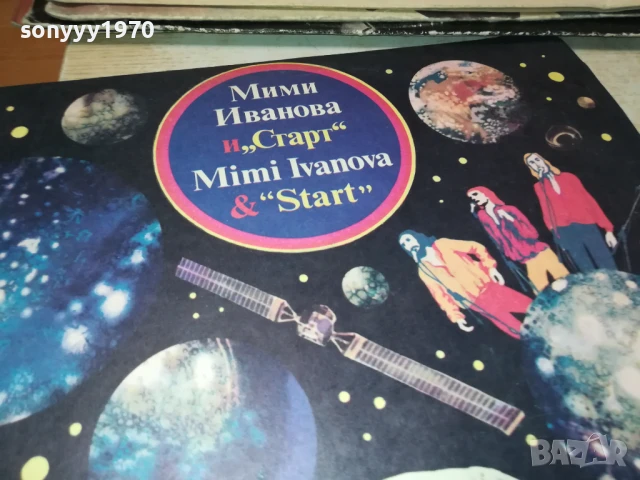 sonyyy1970
Мими
Иванова
и „Старт“
Mimi Ivanova
& “Start”
BAZAR